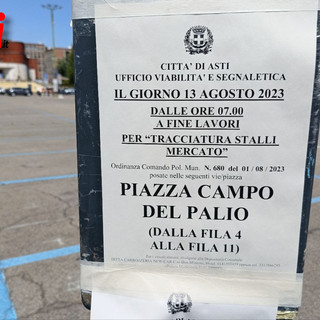 i
.it
CITTA' DI ASTI
UFFICIO VIABILITA' E SEGNALETICA
IL GIORNO 13 AGOSTO 2023
DALLE ORE 07.00
A FINE LAVORI
PER "TRACCIATURA STALLI
MERCATO"
Ordinanza Comando Pol. Mun. N. 680 del 01 / 08 / 2023
posate nelle seguenti vie/piazza
PIAZZA CAMPO
DEL PALIO
(DALLA FILA 4
ALLA FILA 11)